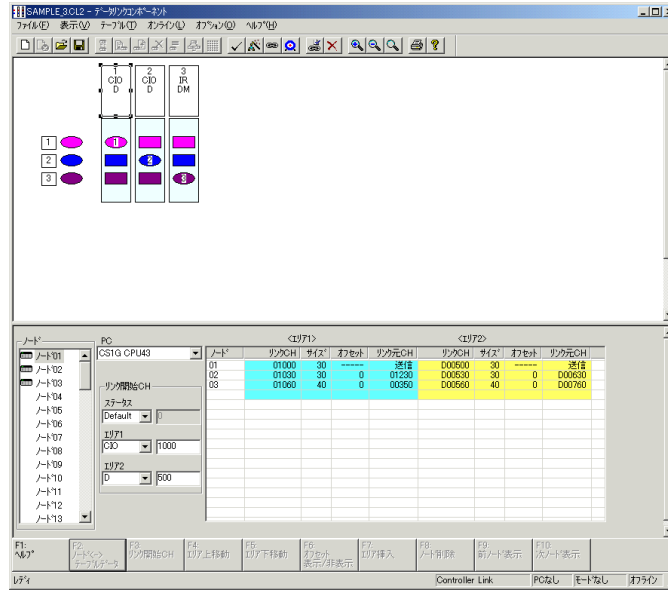 SAMPLE_3.CL2 - ﾃﾞｰﾀﾘﾝｸｺﾝﾎﾟｰﾈﾝﾄ
ﾌｧｲﾙ(F) 表示(V) ﾃｰﾌﾞﾙ(T) ｵﾝﾗｲﾝ(L) ｵﾌﾟｼｮﾝ(O) ﾍﾙﾌﾟ(H)
1 2 3
CIO CIO IR
D D DM
1 1
2 2
3 3
ﾉｰﾄﾞ
ﾉｰﾄﾞ01
ﾉｰﾄﾞ02
ﾉｰﾄﾞ03
ﾉｰﾄﾞ04
ﾉｰﾄﾞ05
ﾉｰﾄﾞ06
ﾉｰﾄﾞ07
ﾉｰﾄﾞ08
ﾉｰﾄﾞ09
ﾉｰﾄﾞ10
ﾉｰﾄﾞ11
ﾉｰﾄﾞ12
ﾉｰﾄﾞ13
PC
CS1G CPU43
ﾘﾝｸ開始CH
ｽﾃｰﾀｽ
Default 0
ｴﾘｱ1
CIO 1000
ｴﾘｱ2
D 500
<ｴﾘｱ1> <ｴﾘｱ2>
ﾉｰﾄﾞ ﾘﾝｸCH ｻｲｽﾞ ｵﾌｾｯﾄ ﾘﾝｸ元CH ﾘﾝｸCH ｻｲｽﾞ ｵﾌｾｯﾄ ﾘﾝｸ元CH
01 01000 30 ----- 送信 D00500 30 ----- 送信
02 01030 30 0 01230 D00530 30 0 D00630
03 01060 40 0 00350 D00560 40 0 D00760
F1: F2: F3: F4: F5: F6: F7: F8: F9: F10:
ﾍﾙﾌﾟ ﾉｰﾄﾞ<-> ﾘﾝｸ開始CH ｴﾘｱ上移動 ｴﾘｱ下移動 ｵﾌｾｯﾄ ｴﾘｱ挿入 ﾉｰﾄﾞ削除 前ﾉｰﾄﾞ表示 次ﾉｰﾄﾞ表示
ﾃｰﾌﾞﾙﾃﾞｰﾀ 表示/非表示
ﾚﾃﾞｨ Controller Link PCなし ﾓｰﾄﾞなし ｵﾌﾗｲﾝ